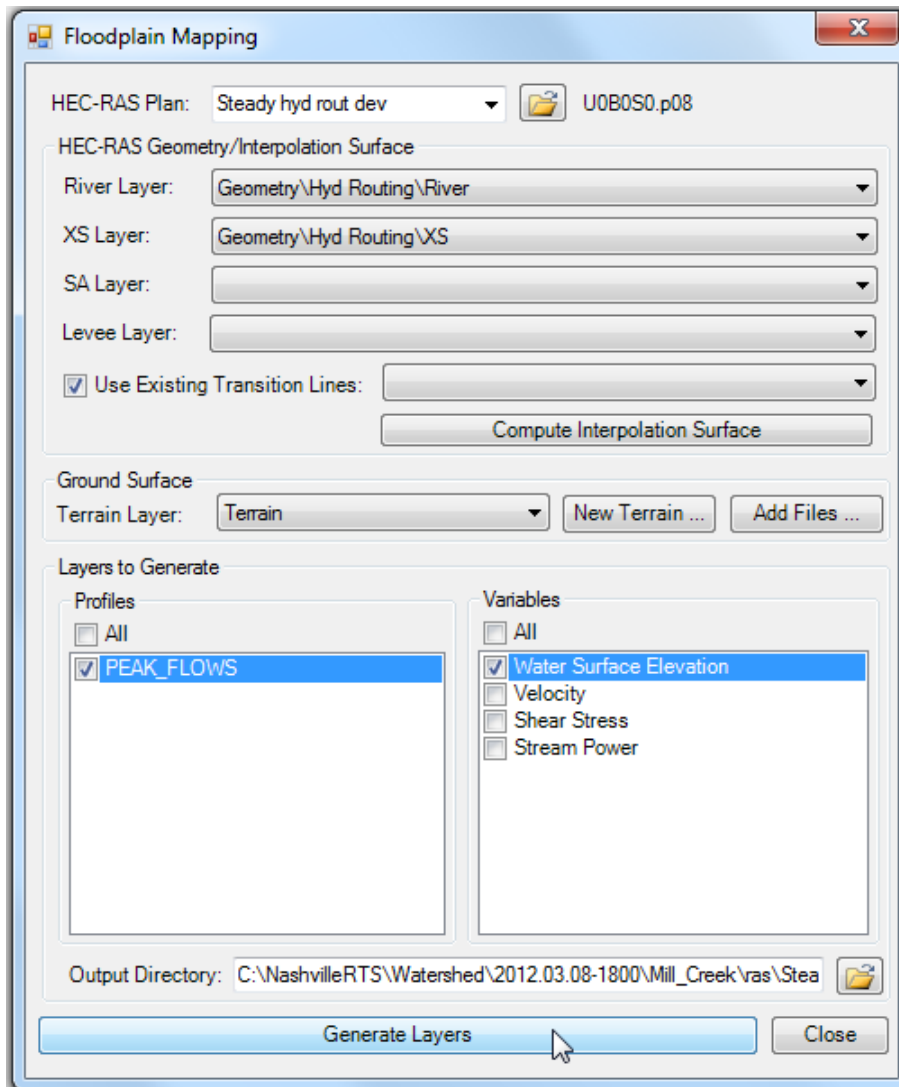 Floodplain Mapping
HEC-RAS Plan: Steady hyd rout dev U0B0S0.p08
HEC-RAS Geometry/Interpolation Surface
River Layer: Geometry\Hyd Routing\River
XS Layer: Geometry\Hyd Routing\XS
SA Layer:
Levee Layer:
Use Existing Transition Lines:
Compute Interpolation Surface
Ground Surface
Terrain Layer: Terrain New Terrain ... Add Files ...
Layers to Generate
Profiles
All
PEAK_FLOWS
Variables
All
Water Surface Elevation
Velocity
Shear Stress
Stream Power
Output Directory: C:\NashvilleRTS\Watershed\2012.03.08-1800\Mill_Creek\ras\Stea
Generate Layers Close